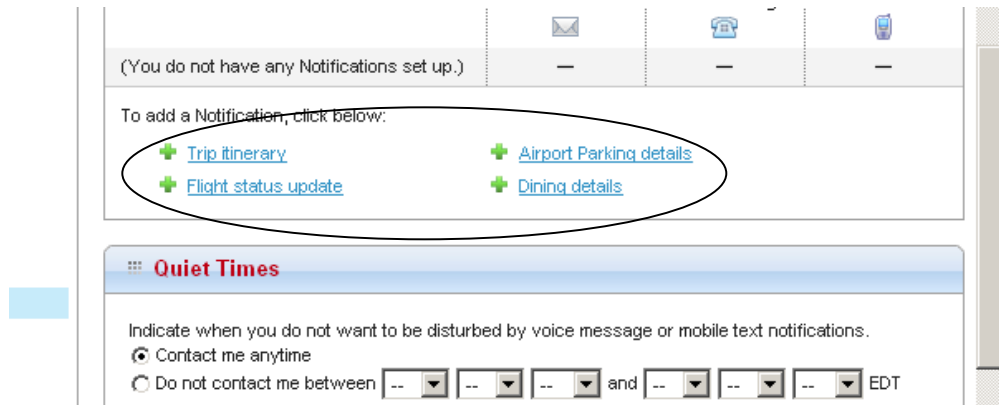 (You do not have any Notifications set up.) — — —
To add a Notification, click below:
Trip itinerary Airport Parking details
Flight status update Dining details
Quiet Times
Indicate when you do not want to be disturbed by voice message or mobile text notifications.
Contact me anytime
Do not contact me between -- -- -- and -- -- -- EDT